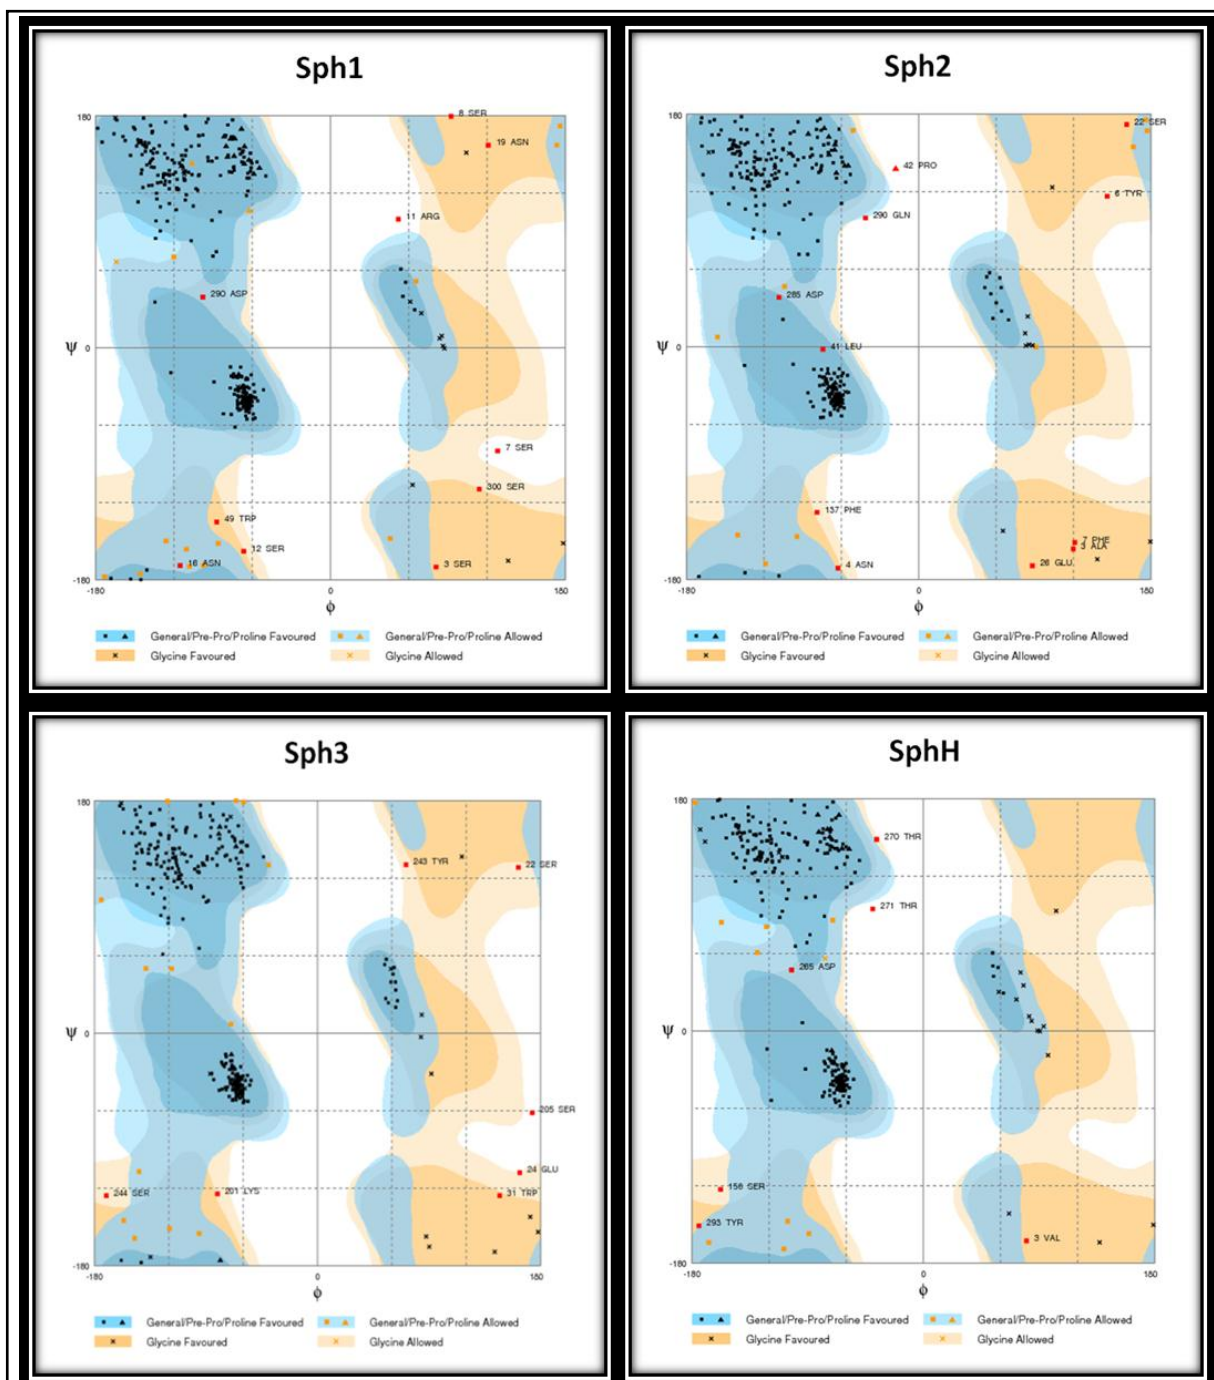 Sph1
180
8 SER
19 ASN
11 ARG
290 ASP
Ψ
0
7 SER
300 SER
49 TRP
12 SER
16 ASN
3 SER
-180
-180
0
180
ϕ
General/Pre-Pro/Proline Favoured
General/Pre-Pro/Proline Allowed
Glycine Favoured
Glycine Allowed
Sph2
180
22 SER
42 PRO
6 TYR
290 GLN
285 ASP
41 LEU
Ψ
0
137 PHE
7 PHE
3 ALA
4 ASN
26 GLU
-180
-180
0
180
ϕ
General/Pre-Pro/Proline Favoured
General/Pre-Pro/Proline Allowed
Glycine Favoured
Glycine Allowed
Sph3
180
243 TYR
22 SER
Ψ
0
205 SER
24 GLU
244 SER
201 LYS
31 TRP
-180
-180
0
180
ϕ
General/Pre-Pro/Proline Favoured
General/Pre-Pro/Proline Allowed
Glycine Favoured
Glycine Allowed
SphH
180
270 THR
271 THR
265 ASP
Ψ
0
156 SER
293 TYR
3 VAL
-180
-180
0
180
ϕ
General/Pre-Pro/Proline Favoured
General/Pre-Pro/Proline Allowed
Glycine Favoured
Glycine Allowed